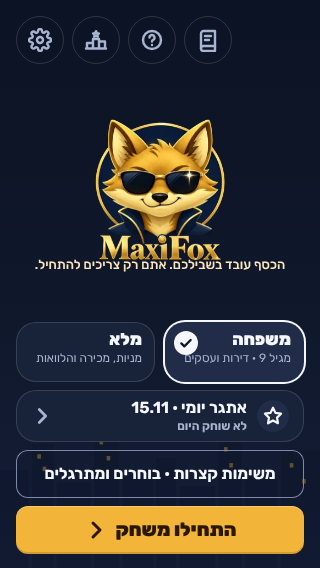 MaxiFox
הכסף עובד בשבילכם. אתם רק צריכים להתחיל.
משפחה
מגיל 9 • דירות ועסקים
מלא
מניות, מכירה והלוואות
אתגר יומי • 15.11
לא שוחק היום
משימות קצרות • בוחרים ומתרגלים
התחילו משחק